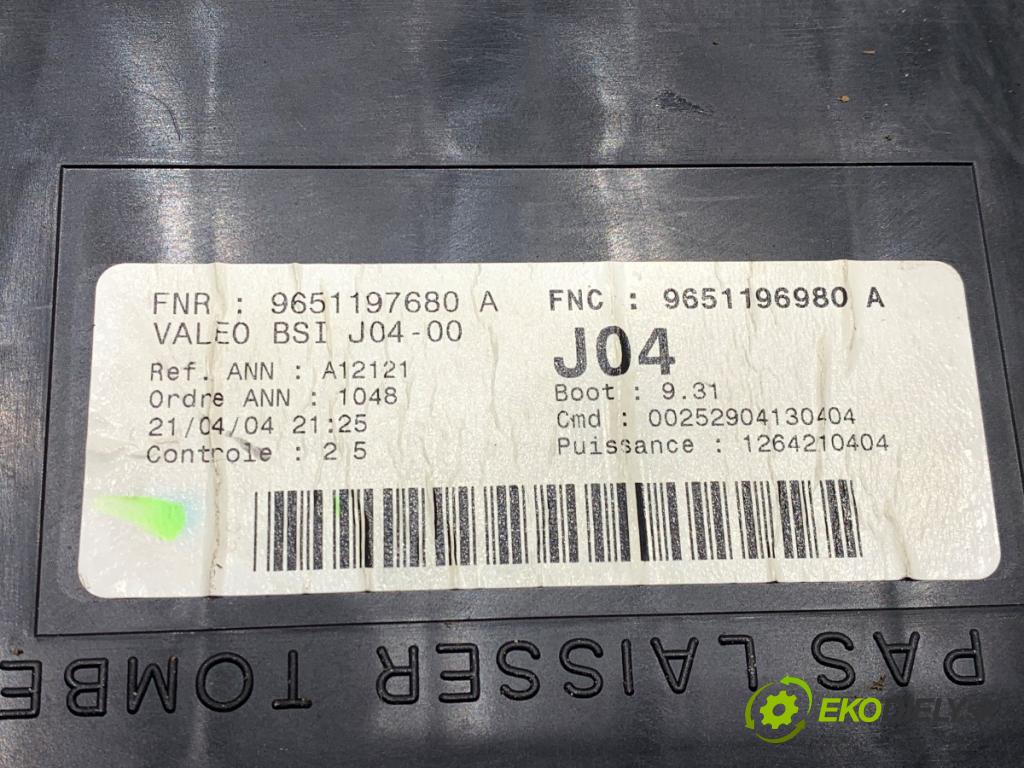 FNR : 9651197680 A
FNC : 9651196980 A
VALEO BSI J04-00
J04
Ref. ANN : A12121
Boot : 9.31
Ordre ANN : 1048
Cmd : 00252904130404
21/04/04 21:25
Puissance : 1264210404
Controle : 2 5
PAS LAISSER TOMBE